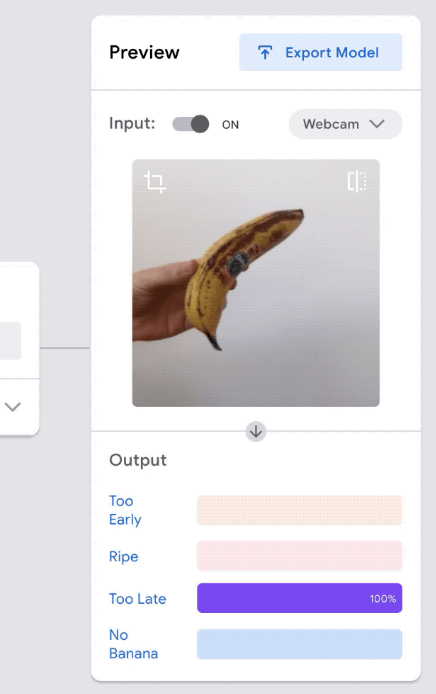 Preview
Export Model
Input:
ON
Webcam
Output
Too
Early
Ripe
Too Late
100%
No
Banana